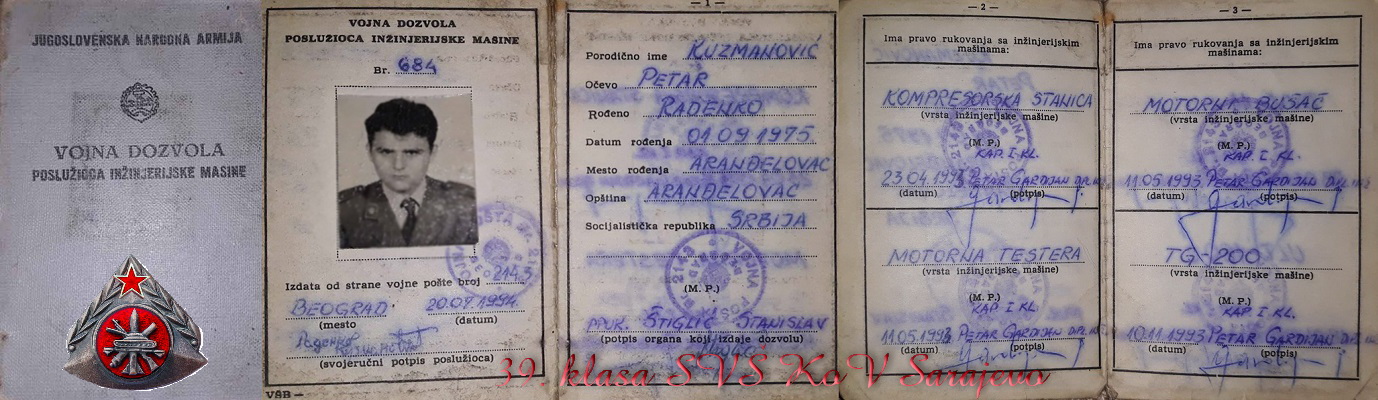 JUGOSLOVENSKA NARODNA ARMIJA
VOJNA DOZVOLA
POSLUŽIOCA INŽINJERIJSKE MAŠINE
VOJNA DOZVOLA
POSLUŽIOCA INŽINJERIJSKE MAŠINE
Br. 684
Izdata od strane vojne pošte broj 2143
BEOGRAD 20.07.1994
(mesto) (datum)
(svojeručni potpis poslužioca)
VŠB —
— 1 —
Porodično ime KUZMANOVIĆ
Očevo PETAR
Rođeno RADENKO
Datum rođenja 01.09.1975
Mesto rođenja ARANĐELOVAC
Opština ARANĐELOVAC
Socijalistička republika SRBIJA
(M. P.)
PPUK. ŠTIGLIC STANISLAV
(potpis organa koji izdaje dozvolu)
— 2 —
Ima pravo rukovanja sa inžinjerijskim
mašinama:
KOMPRESORSKA STANICA
(vrsta inžinjerijske mašine)
(M. P.)
KAP. I. KL.
23.04.1993 PETAR GARDIJAN
(datum) (potpis)
MOTORNA TESTERA
(vrsta inžinjerijske mašine)
(M. P.)
KAP. I. KL.
11.05.1993 PETAR GARDIJAN
(datum) (potpis)
— 3 —
Ima pravo rukovanja sa inžinjerijskim
mašinama:
MOTORNI BUŠAČ
(vrsta inžinjerijske mašine)
(M. P.)
KAP. I. KL.
11.05.1993 PETAR GARDIJAN
(datum) (potpis)
TG-200
(vrsta inžinjerijske mašine)
(M. P.)
KAP. I. KL.
10.11.1993 PETAR GARDIJAN
(datum) (potpis)
39. klasa SVS KoV Sarajevo